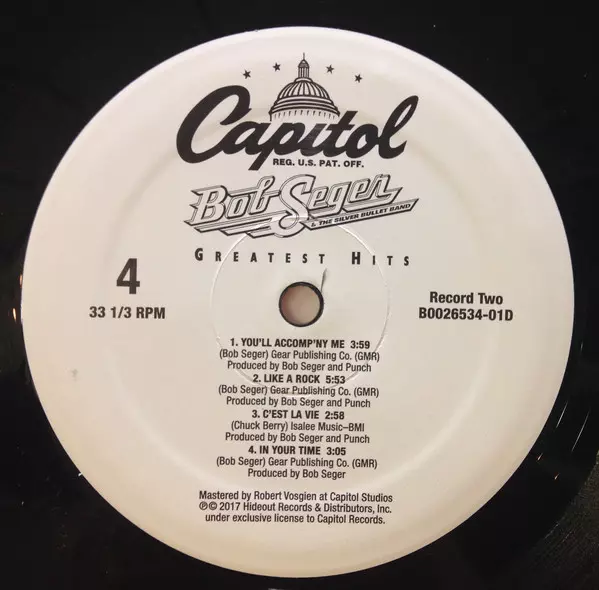 Capitol
REG. U.S. PAT. OFF.
Bob Seger
& THE SILVER BULLET BAND
GREATEST HITS
4
33 1/3 RPM
Record Two
B0026534-01D
1. YOU'LL ACCOMP'NY ME 3:59
(Bob Seger) Gear Publishing Co. (GMR)
Produced by Bob Seger and Punch
2. LIKE A ROCK 5:53
(Bob Seger) Gear Publishing Co. (GMR)
Produced by Bob Seger and Punch
3. C'EST LA VIE 2:58
(Chuck Berry) Isalee Music–BMI
Produced by Bob Seger and Punch
4. IN YOUR TIME 3:05
(Bob Seger) Gear Publishing Co. (GMR)
Produced by Bob Seger
Mastered by Robert Vosgien at Capitol Studios
℗© 2017 Hideout Records & Distributors, Inc.
under exclusive license to Capitol Records.